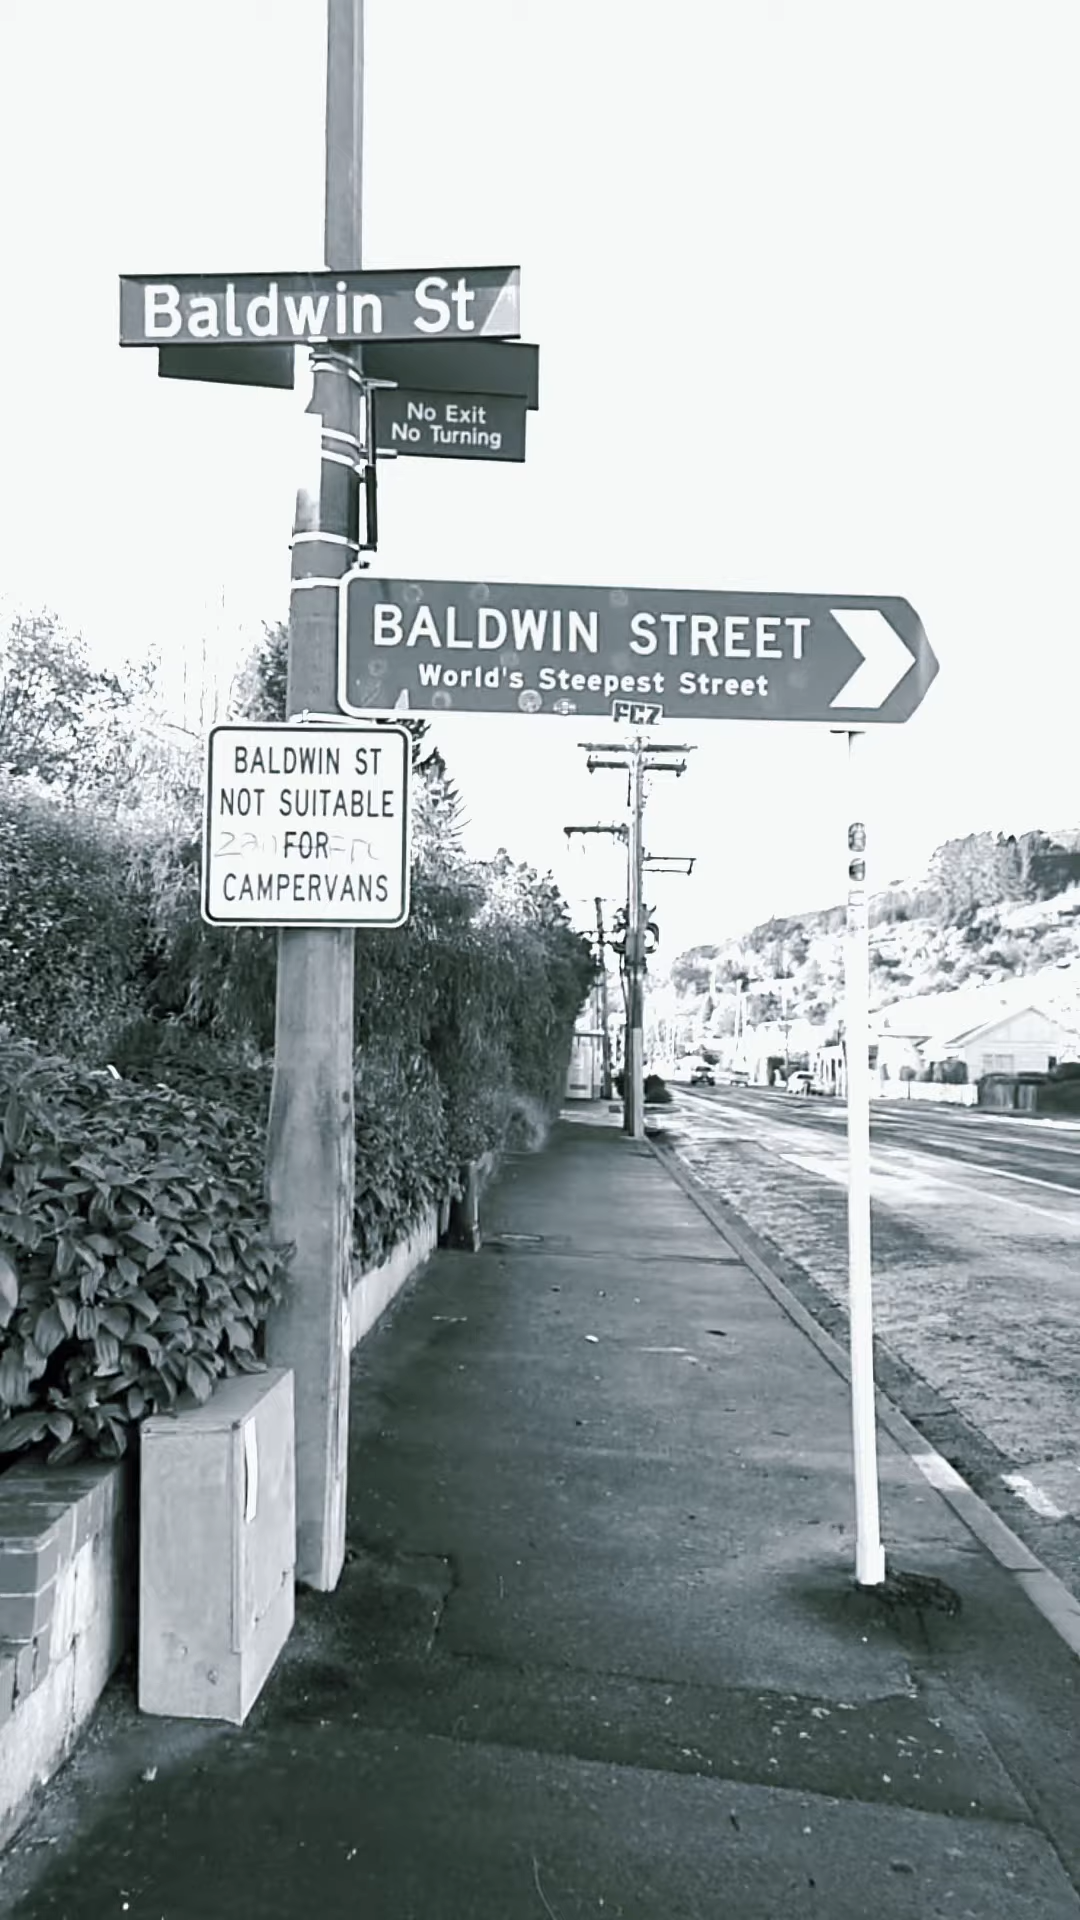 Baldwin St
No Exit
No Turning
BALDWIN STREET
World's Steepest Street
BALDWIN ST
NOT SUITABLE
FOR
CAMPERVANS